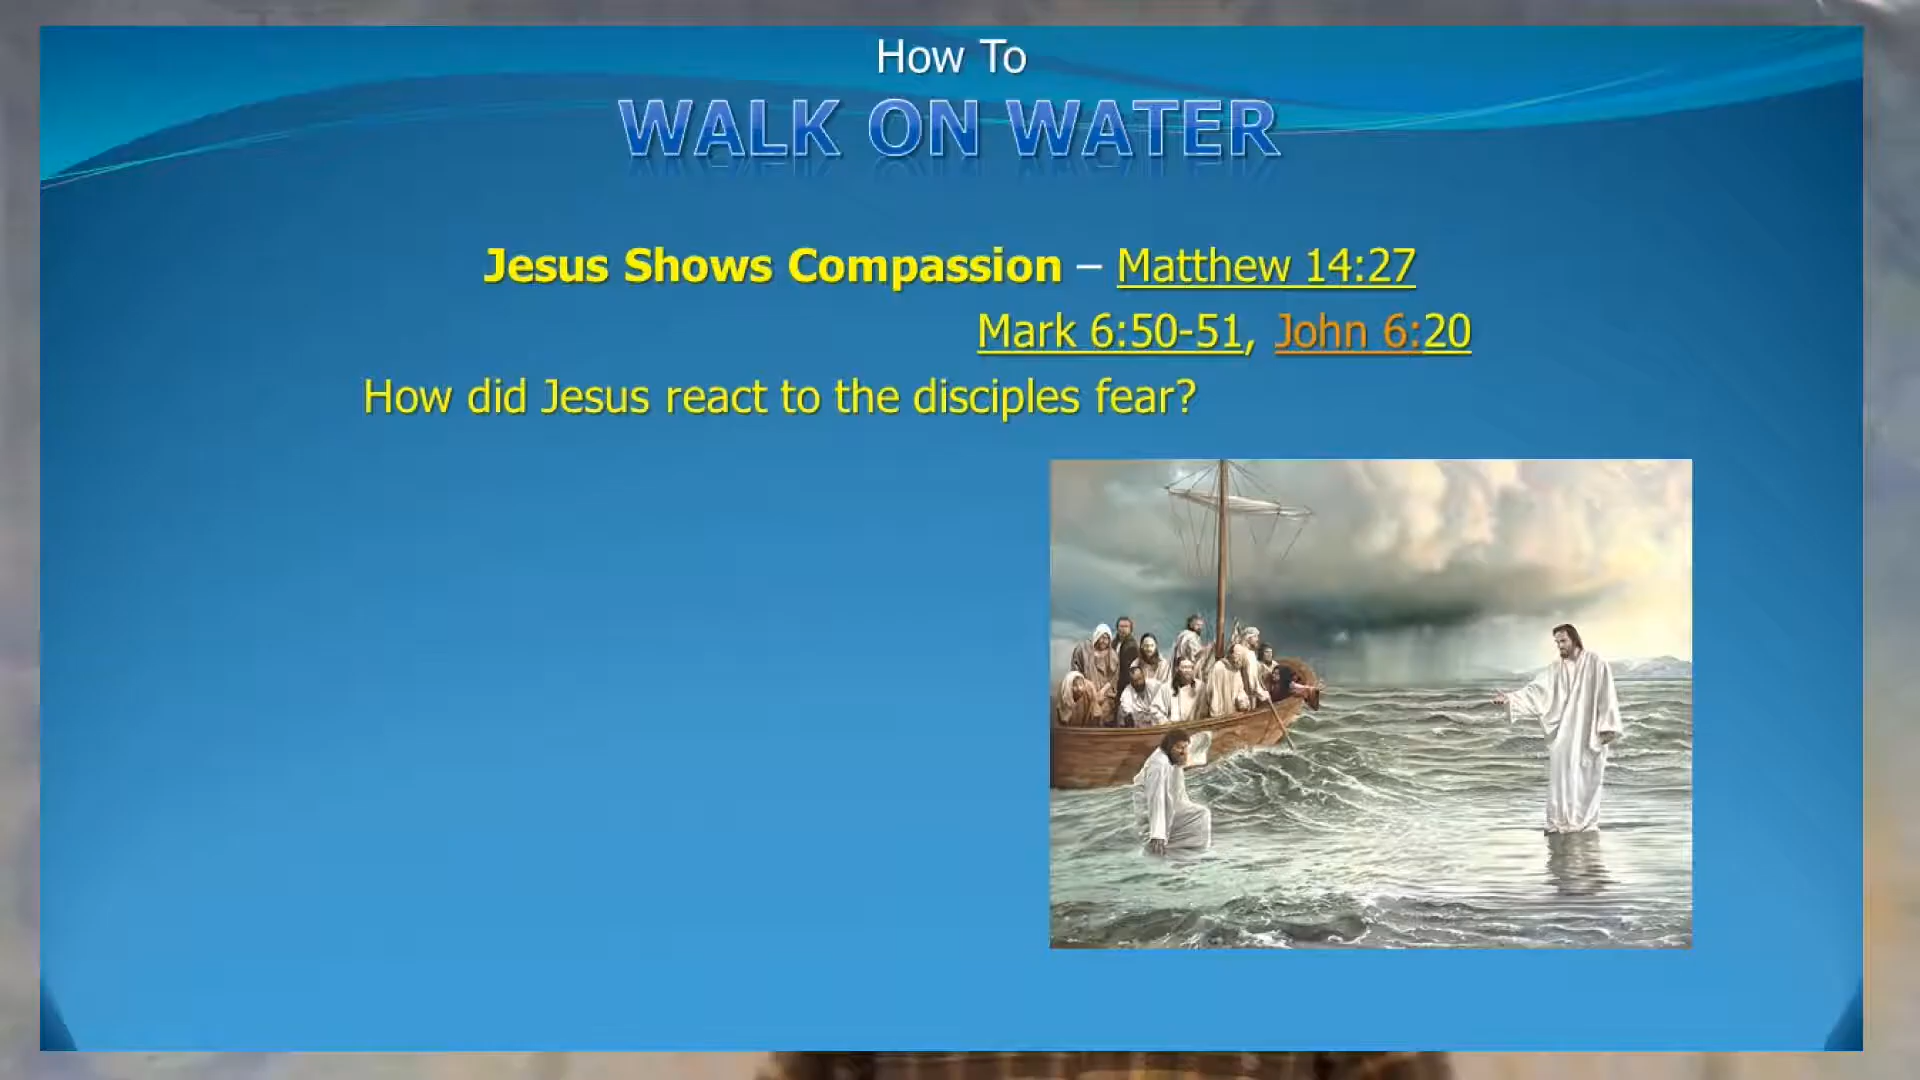 How To
WALK ON WATER
Jesus Shows Compassion – Matthew 14:27
Mark 6:50-51, John 6:20
How did Jesus react to the disciples fear?